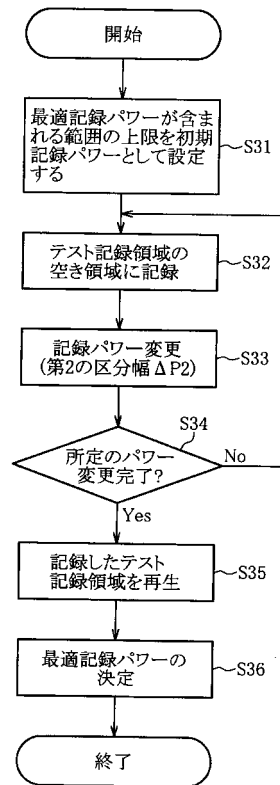 開始
最適記録パワーが含ま
れる範囲の上限を初期
記録パワーとして設定
する
S31
テスト記録領域の
空き領域に記録
S32
記録パワー変更
(第2の区分幅ΔP2)
S33
S34
所定のパワー
変更完了?
No
Yes
記録したテスト
記録領域を再生
S35
最適記録パワーの
決定
S36
終了